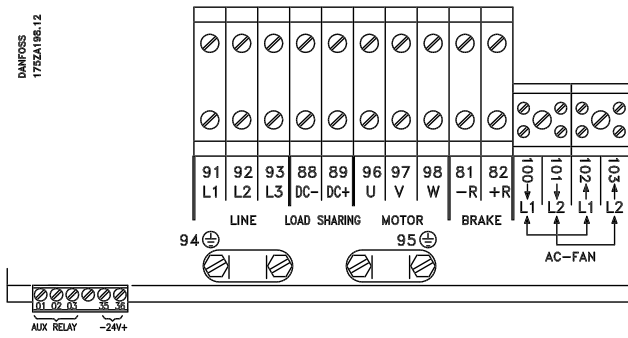 DANFOSS
175ZA198.12
91 92 93 88 89 96 97 98 81 82
L1 L2 L3 DC- DC+ U V W -R +R
100 101 102 103
L1 L2 L1 L2
LINE LOAD SHARING MOTOR BRAKE
AC-FAN
94 95
01 02 03 35 36
AUX RELAY -24V+